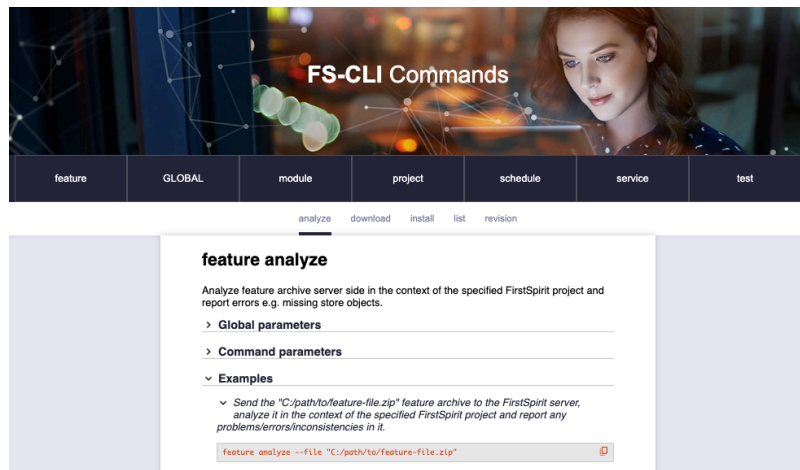 FS-CLI Commands
feature GLOBAL module project schedule service test
analyze download install list revision
feature analyze
Analyze feature archive server side in the context of the specified FirstSpirit project and
report errors e.g. missing store objects.
Global parameters
Command parameters
Examples
Send the "C:/path/to/feature-file.zip" feature archive to the FirstSpirit server,
analyze it in the context of the specified FirstSpirit project and report any
problems/errors/inconsistencies in it.
feature analyze --file "C:/path/to/feature-file.zip"